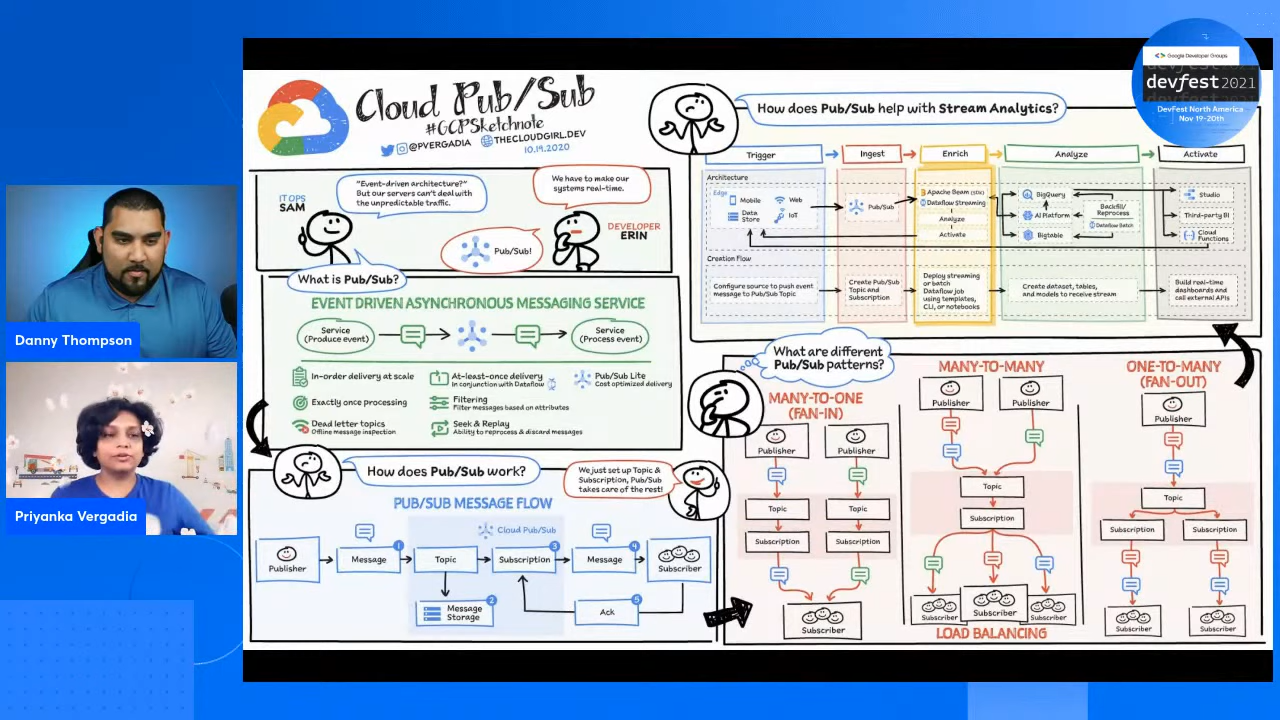 Danny Thompson
Priyanka Vergadia
Google Developer Groups
devfest 2021
DevFest North America
Nov 19-20th
Cloud Pub/Sub
#GCPSketchnote
@PVERGADIA
THECLOUDGIRL.DEV
10.19.2020
IT OPS
SAM
"Event-driven architecture?"
But our servers can't deal with
the unpredictable traffic.
We have to make our
systems real-time.
DEVELOPER
ERIN
Pub/Sub!
What is Pub/Sub?
EVENT DRIVEN ASYNCHRONOUS MESSAGING SERVICE
Service
(Produce event)
Service
(Process event)
In-order delivery at scale
At-least-once delivery
In conjunction with Dataflow
Pub/Sub Lite
Cost optimized delivery
Exactly once processing
Filtering
Filter messages based on attributes
Dead letter topics
Offline message inspection
Seek & Replay
Ability to reprocess & discard messages
How does Pub/Sub work?
We just set up Topic &
Subscription, Pub/Sub
takes care of the rest!
PUB/SUB MESSAGE FLOW
Cloud Pub/Sub
Publisher
Message
1
Topic
Subscription
3
Message
4
Subscriber
Message
Storage
2
Ack
5
How does Pub/Sub help with Stream Analytics?
Trigger
Ingest
Enrich
Analyze
Activate
Architecture
Edge
Mobile
Web
Data
Store
IoT
Pub/Sub
Apache Beam (SDK)
Dataflow Streaming
Analyze
Activate
BigQuery
AI Platform
Bigtable
Backfill/
Reprocess
Dataflow Batch
Studio
Third-party BI
Cloud
Functions
Creation Flow
Configure source to push event
message to Pub/Sub Topic
Create Pub/Sub
Topic and
Subscription
Deploy streaming
or batch
Dataflow job
using templates,
CLI, or notebooks
Create dataset, tables,
and models to receive stream
Build real-time
dashboards and
call external APIs
What are different
Pub/Sub patterns?
MANY-TO-ONE
(FAN-IN)
Publisher
Publisher
Topic
Topic
Subscription
Subscription
Subscriber
MANY-TO-MANY
Publisher
Publisher
Topic
Subscription
Subscriber
Subscriber
Subscriber
LOAD BALANCING
ONE-TO-MANY
(FAN-OUT)
Publisher
Topic
Subscription
Subscription
Subscriber
Subscriber